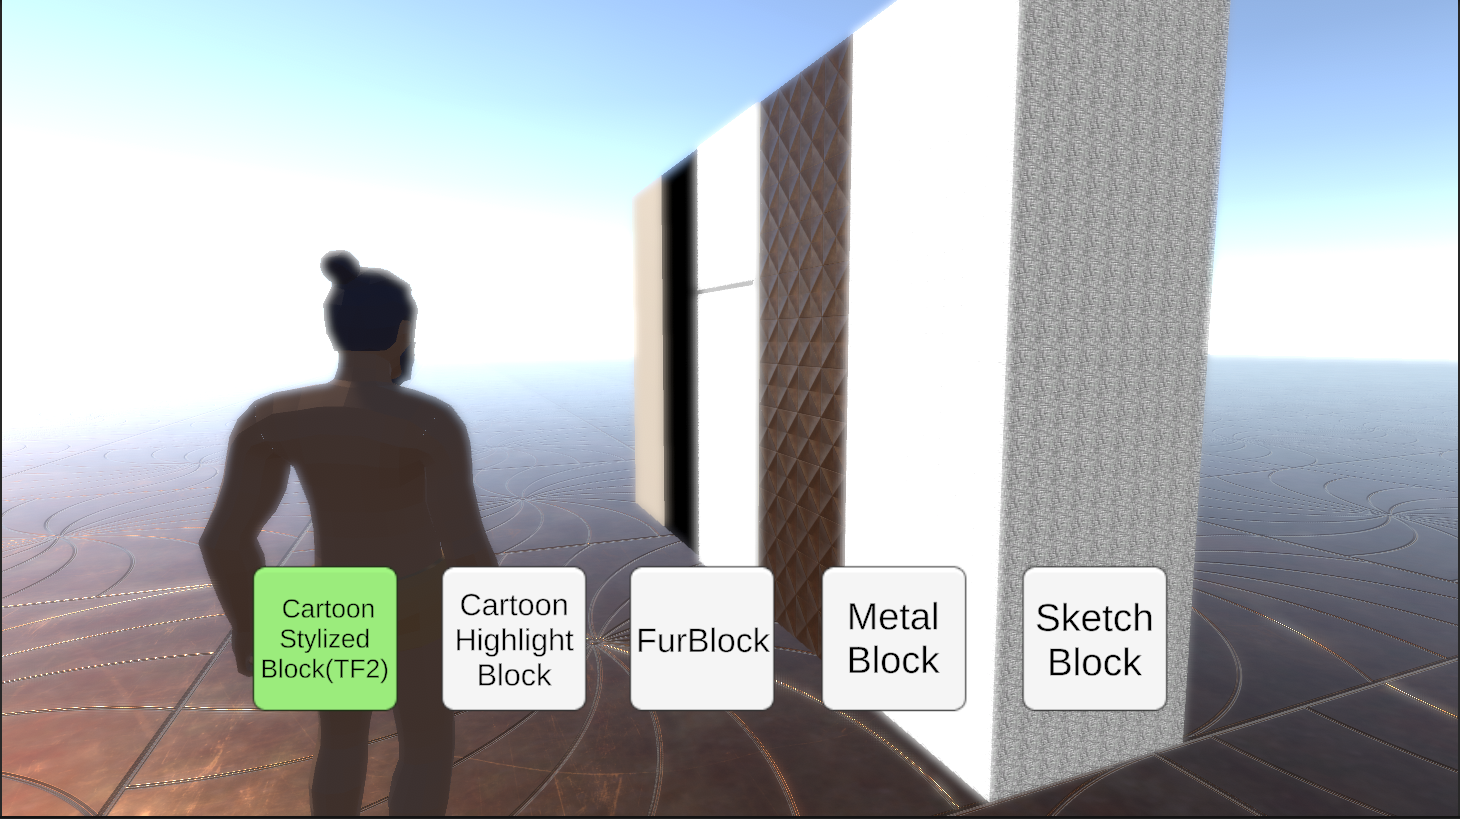 Cartoon
Stylized
Block(TF2)
Cartoon
Highlight
Block
FurBlock
Metal
Block
Sketch
Block